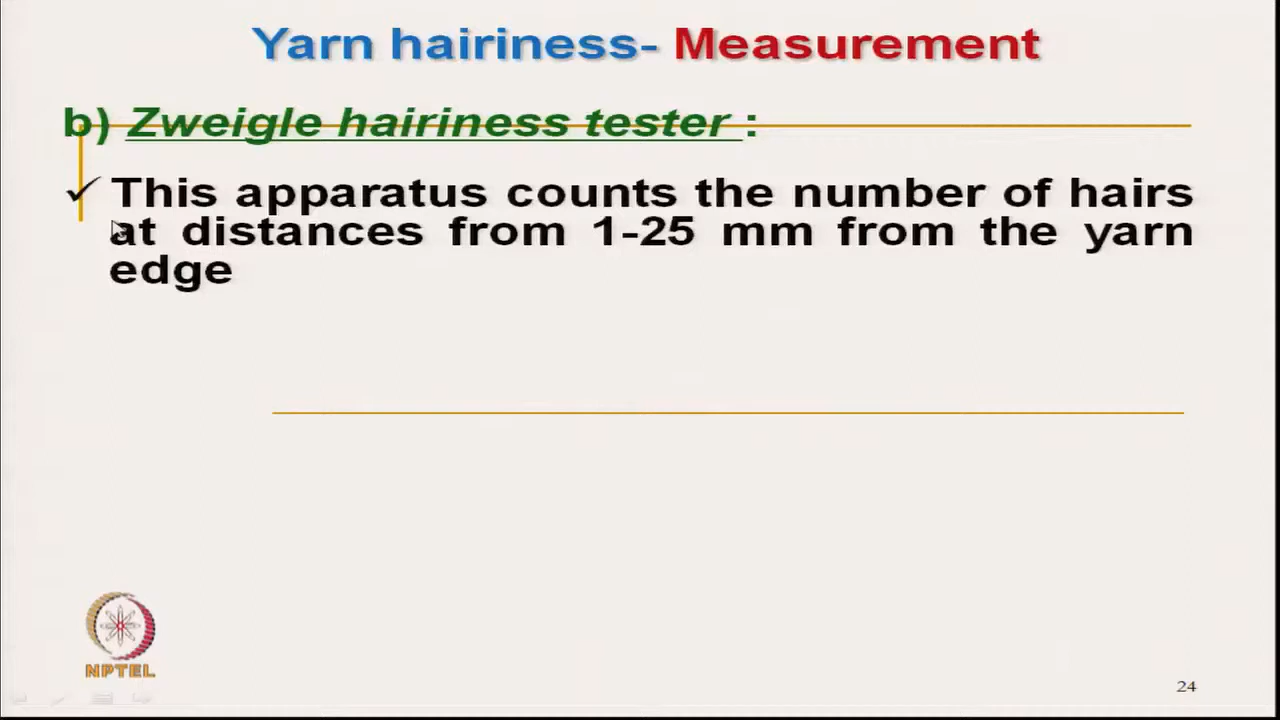 Yarn hairiness- Measurement
b) Zweigle hairiness tester :
✓ This apparatus counts the number of hairs
at distances from 1-25 mm from the yarn
edge
NPTEL
24